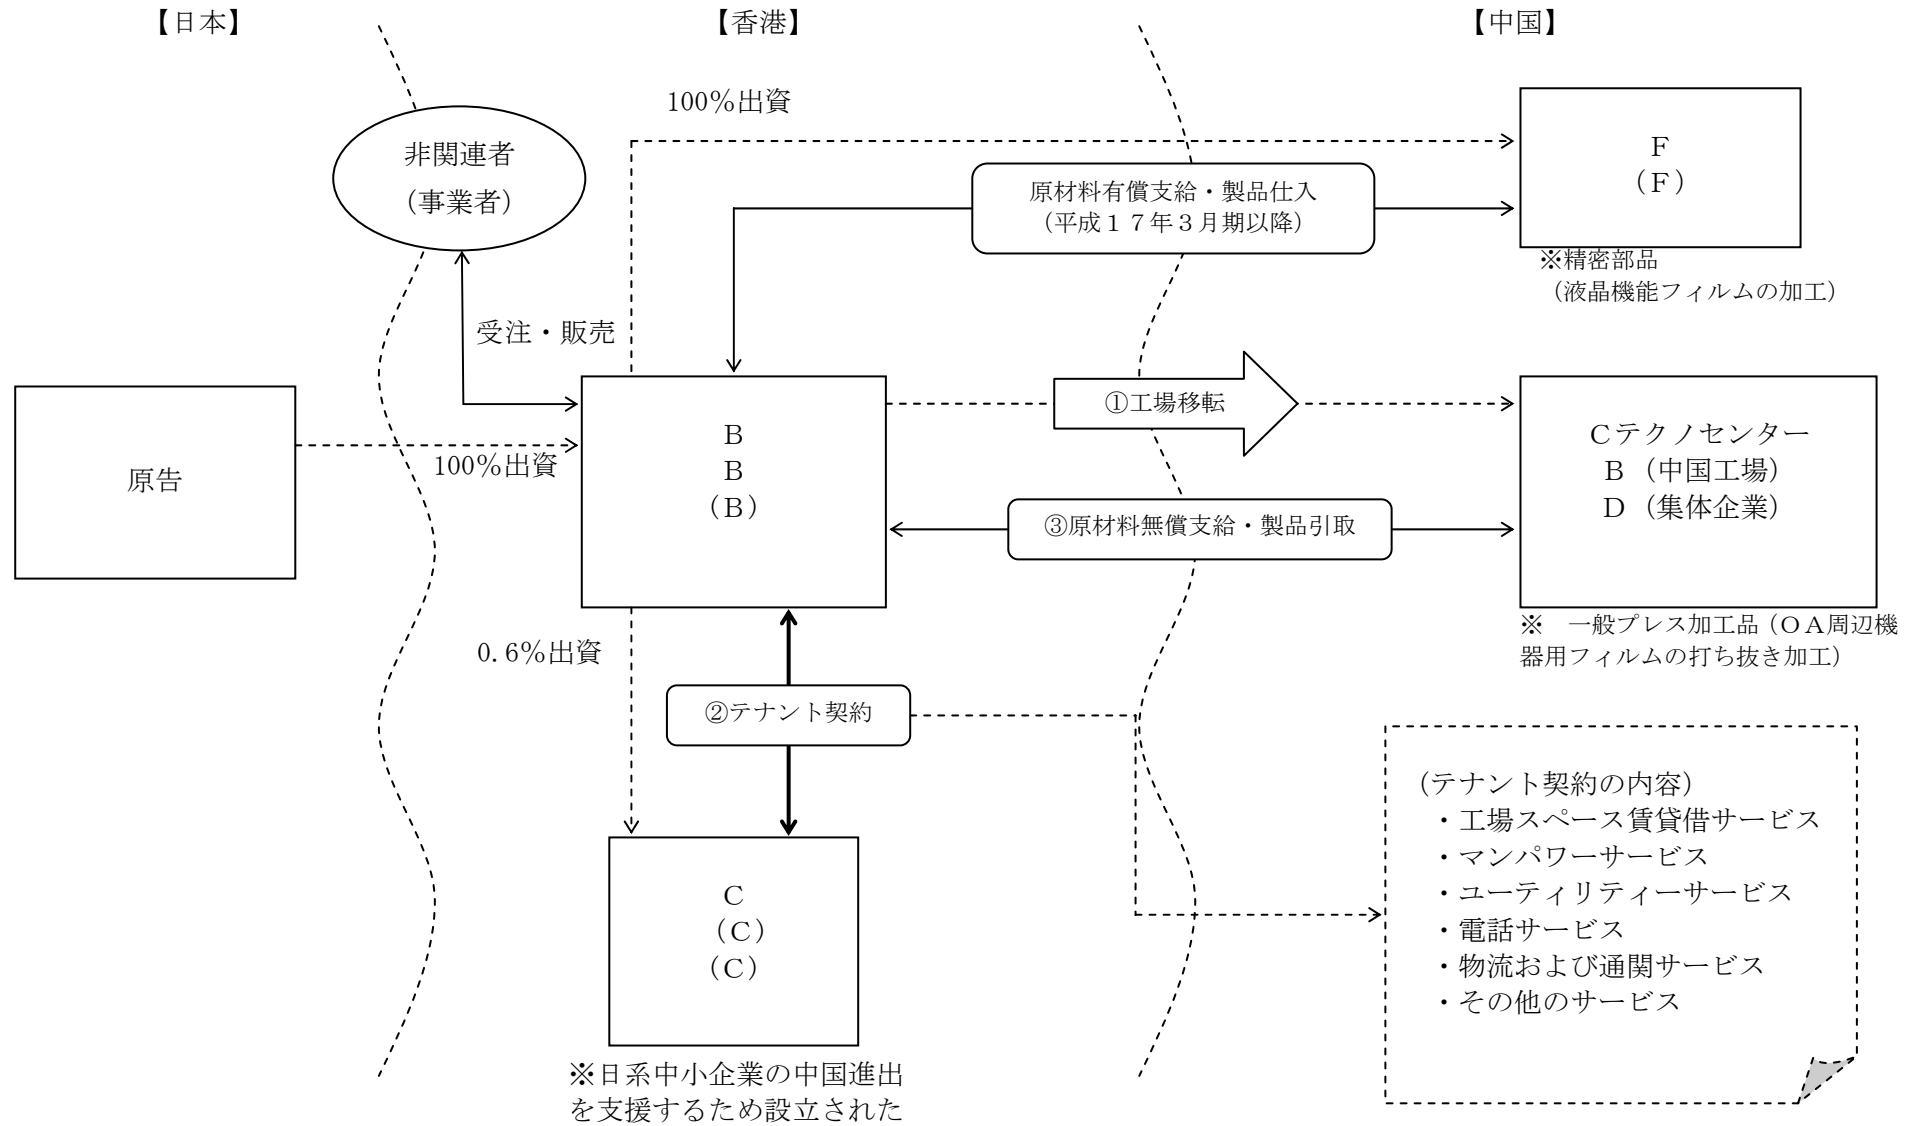 【日本】
【香港】
【中国】
100％出資
非関連者
（事業者）
原材料有償支給・製品仕入
（平成１７年３月期以降）
Ｆ
（Ｆ）
※精密部品
（液晶機能フィルムの加工）
受注・販売
①工場移転
原告
100％出資
Ｂ
Ｂ
（Ｂ）
Ｃテクノセンター
Ｂ（中国工場）
Ｄ（集体企業）
③原材料無償支給・製品引取
※　一般プレス加工品（ＯＡ周辺機
器用フィルムの打ち抜き加工）
0.6％出資
②テナント契約
（テナント契約の内容）
・工場スペース賃貸借サービス
・マンパワーサービス
・ユーティリティーサービス
・電話サービス
・物流および通関サービス
・その他のサービス
Ｃ
（Ｃ）
（Ｃ）
※日系中小企業の中国進出
を支援するため設立された